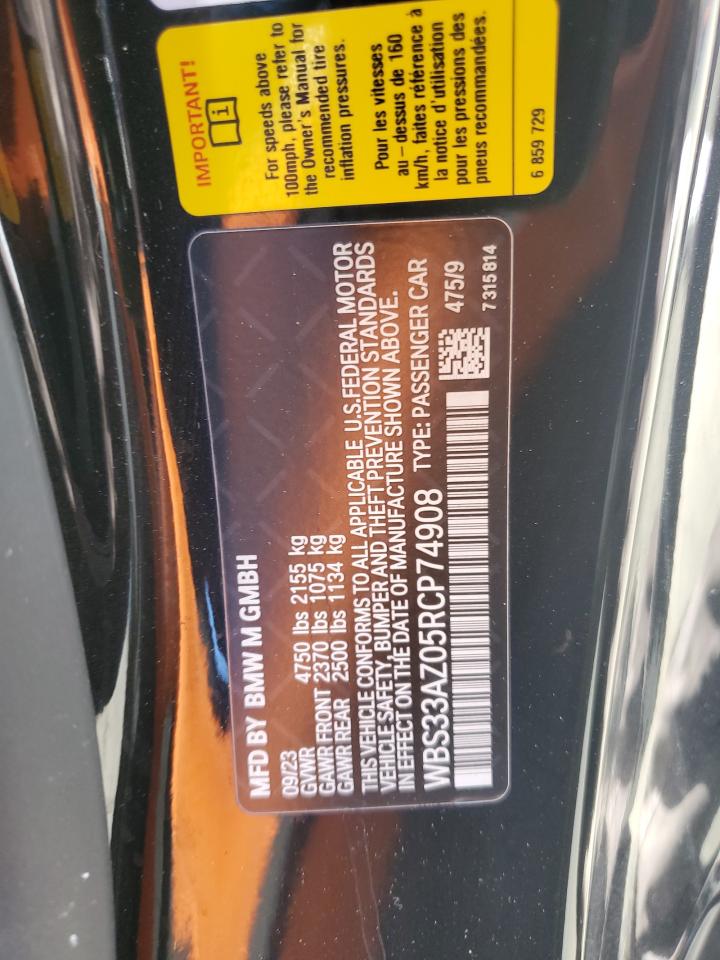 MFD BY BMW M GMBH
09/23
GVWR 4750 lbs 2155 kg
GAWR FRONT 2370 lbs 1075 kg
GAWR REAR 2500 lbs 1134 kg
THIS VEHICLE CONFORMS TO ALL APPLICABLE U.S.FEDERAL MOTOR
VEHICLE SAFETY, BUMPER AND THEFT PREVENTION STANDARDS
IN EFFECT ON THE DATE OF MANUFACTURE SHOWN ABOVE.
WBS33AZ05RCP74908 TYPE: PASSENGER CAR
475/9
7 315 814
IMPORTANT!
i
For speeds above
100mph, please refer to
the Owner's Manual for
recommended tire
inflation pressures.
Pour les vitesses
au – dessus de 160
km/h, faites référence à
la notice d'utilisation
pour les pressions des
pneus recommandées.
6 859 729